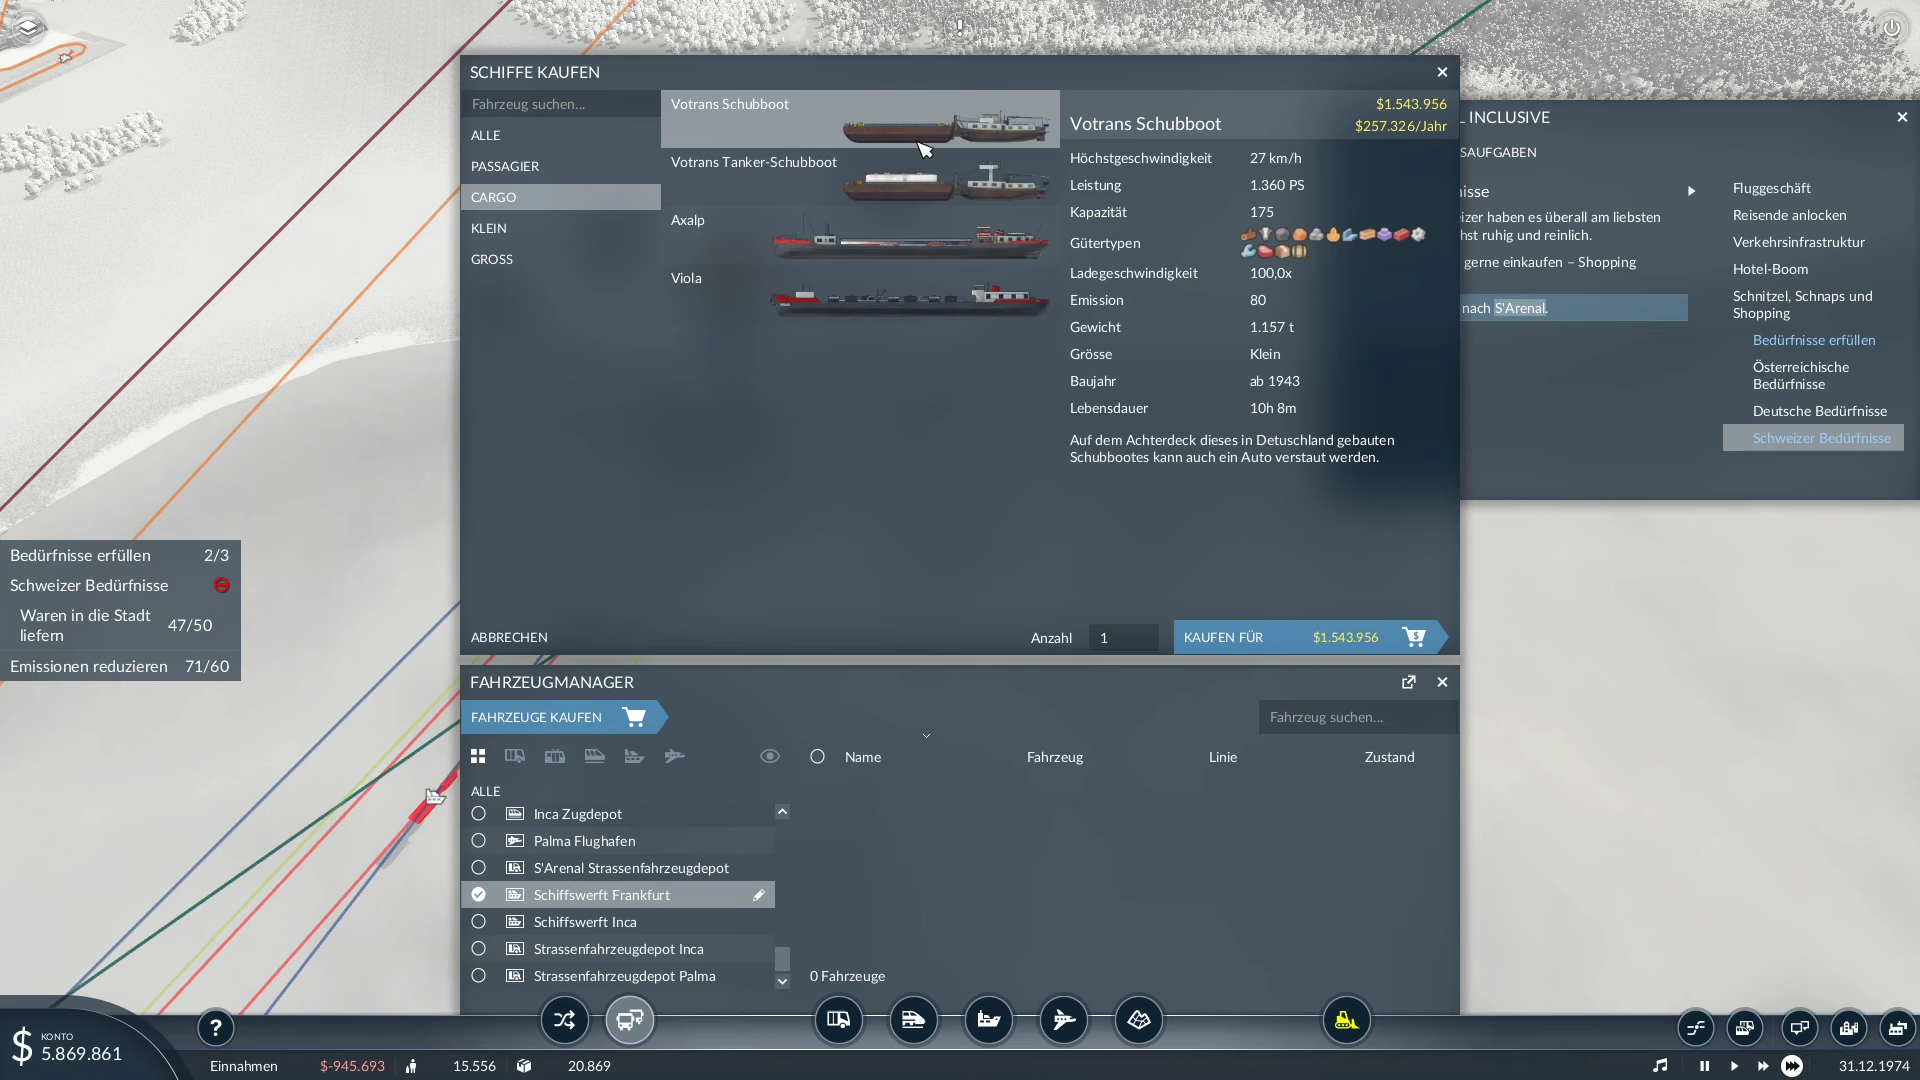 SCHIFFE KAUFEN
Fahrzeug suchen...
ALLE
PASSAGIER
CARGO
KLEIN
GROSS
Votrans Schubboot
Votrans Tanker-Schubboot
Axalp
Viola
$1.543.956
Votrans Schubboot
$257.326/Jahr
Höchstgeschwindigkeit 27 km/h
Leistung 1.360 PS
Kapazität 175
Gütertypen
Ladegeschwindigkeit 100,0x
Emission 80
Gewicht 1.157 t
Grösse Klein
Baujahr ab 1943
Lebensdauer 10h 8m
Auf dem Achterdeck dieses in Detuschland gebauten
Schubbootes kann auch ein Auto verstaut werden.
ABBRECHEN
Anzahl 1
KAUFEN FÜR $1.543.956
L INCLUSIVE
SAUFGABEN
nisse
eizer haben es überall am liebsten
hst ruhig und reinlich.
gerne einkaufen – Shopping
nach S'Arenal.
Fluggeschäft
Reisende anlocken
Verkehrsinfrastruktur
Hotel-Boom
Schnitzel, Schnaps und
Shopping
Bedürfnisse erfüllen
Österreichische
Bedürfnisse
Deutsche Bedürfnisse
Schweizer Bedürfnisse
Bedürfnisse erfüllen 2/3
Schweizer Bedürfnisse
Waren in die Stadt
liefern 47/50
Emissionen reduzieren 71/60
FAHRZEUGMANAGER
FAHRZEUGE KAUFEN
Fahrzeug suchen...
Name Fahrzeug Linie Zustand
ALLE
Inca Zugdepot
Palma Flughafen
S'Arenal Strassenfahrzeugdepot
Schiffswerft Frankfurt
Schiffswerft Inca
Strassenfahrzeugdepot Inca
Strassenfahrzeugdepot Palma
0 Fahrzeuge
?
$ KONTO
5.869.861
Einnahmen $-945.693 15.556 20.869
31.12.1974